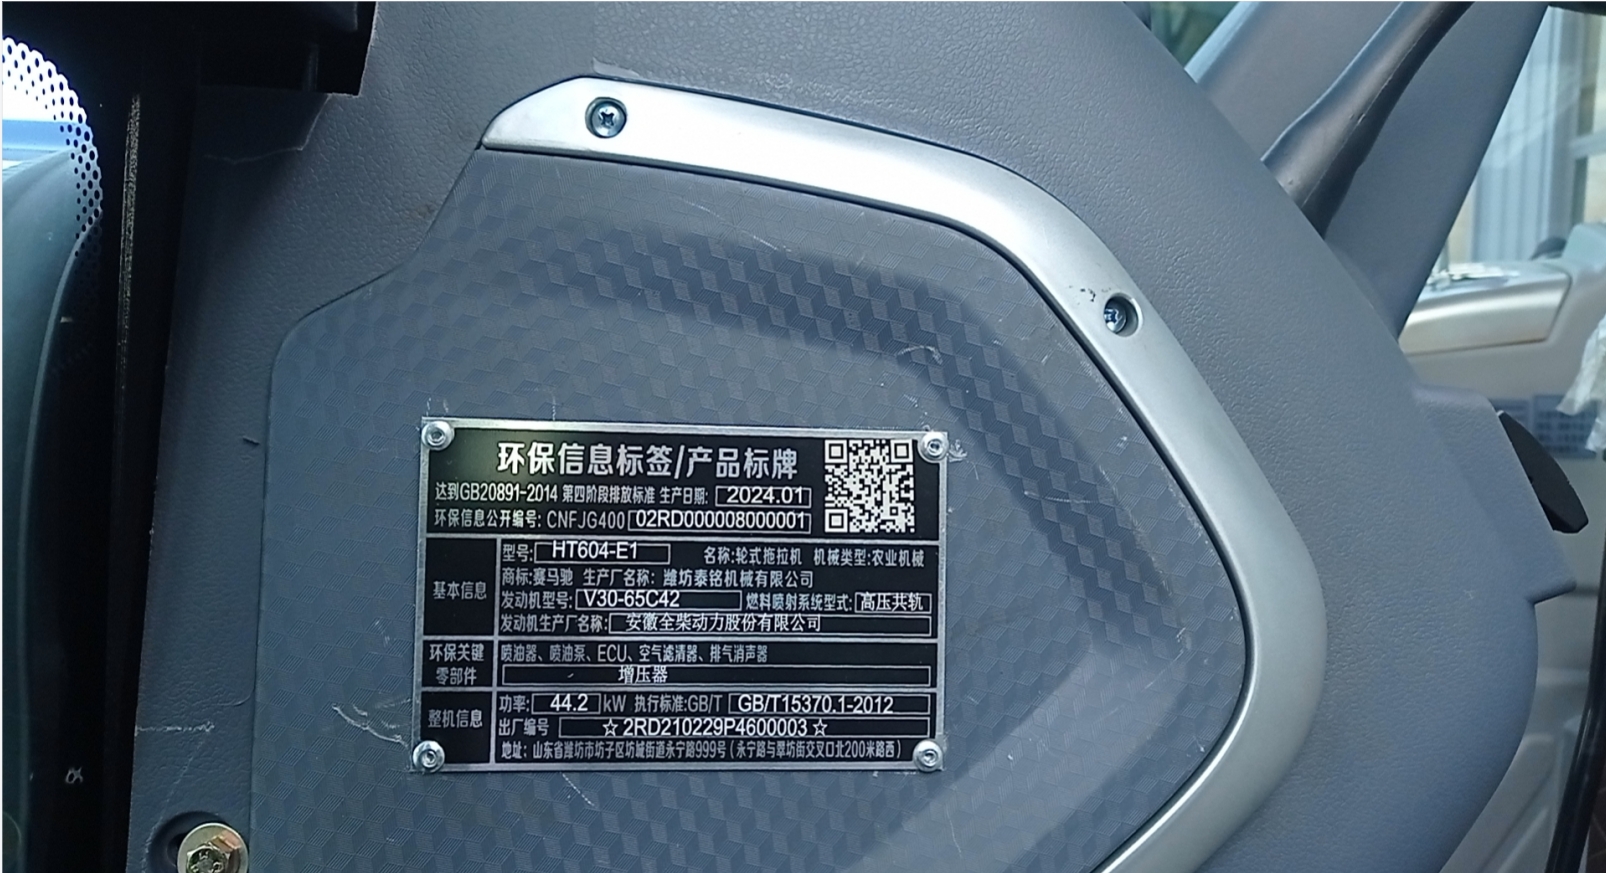 环保信息标签/产品标牌
达到GB20891-2014 第四阶段排放标准 生产日期: 2024.01
环保信息公开编号: CNFJG400 02RD000008000001
基本信息
型号: HT604-E1 名称:轮式拖拉机 机械类型:农业机械
商标:赛马驰 生产厂名称: 潍坊泰铭机械有限公司
发动机型号: V30-65C42 燃料喷射系统型式: 高压共轨
发动机生产厂名称: 安徽全柴动力股份有限公司
环保关键
零部件
喷油器、喷油泵、ECU、空气滤清器、排气消声器
增压器
整机信息
功率: 44.2 kW 执行标准:GB/T GB/T15370.1-2012
出厂编号 ☆2RD210229P4600003☆
地址: 山东省潍坊市坊子区坊城街道永宁路999号(永宁路与翠坊街交叉口北200米路西)